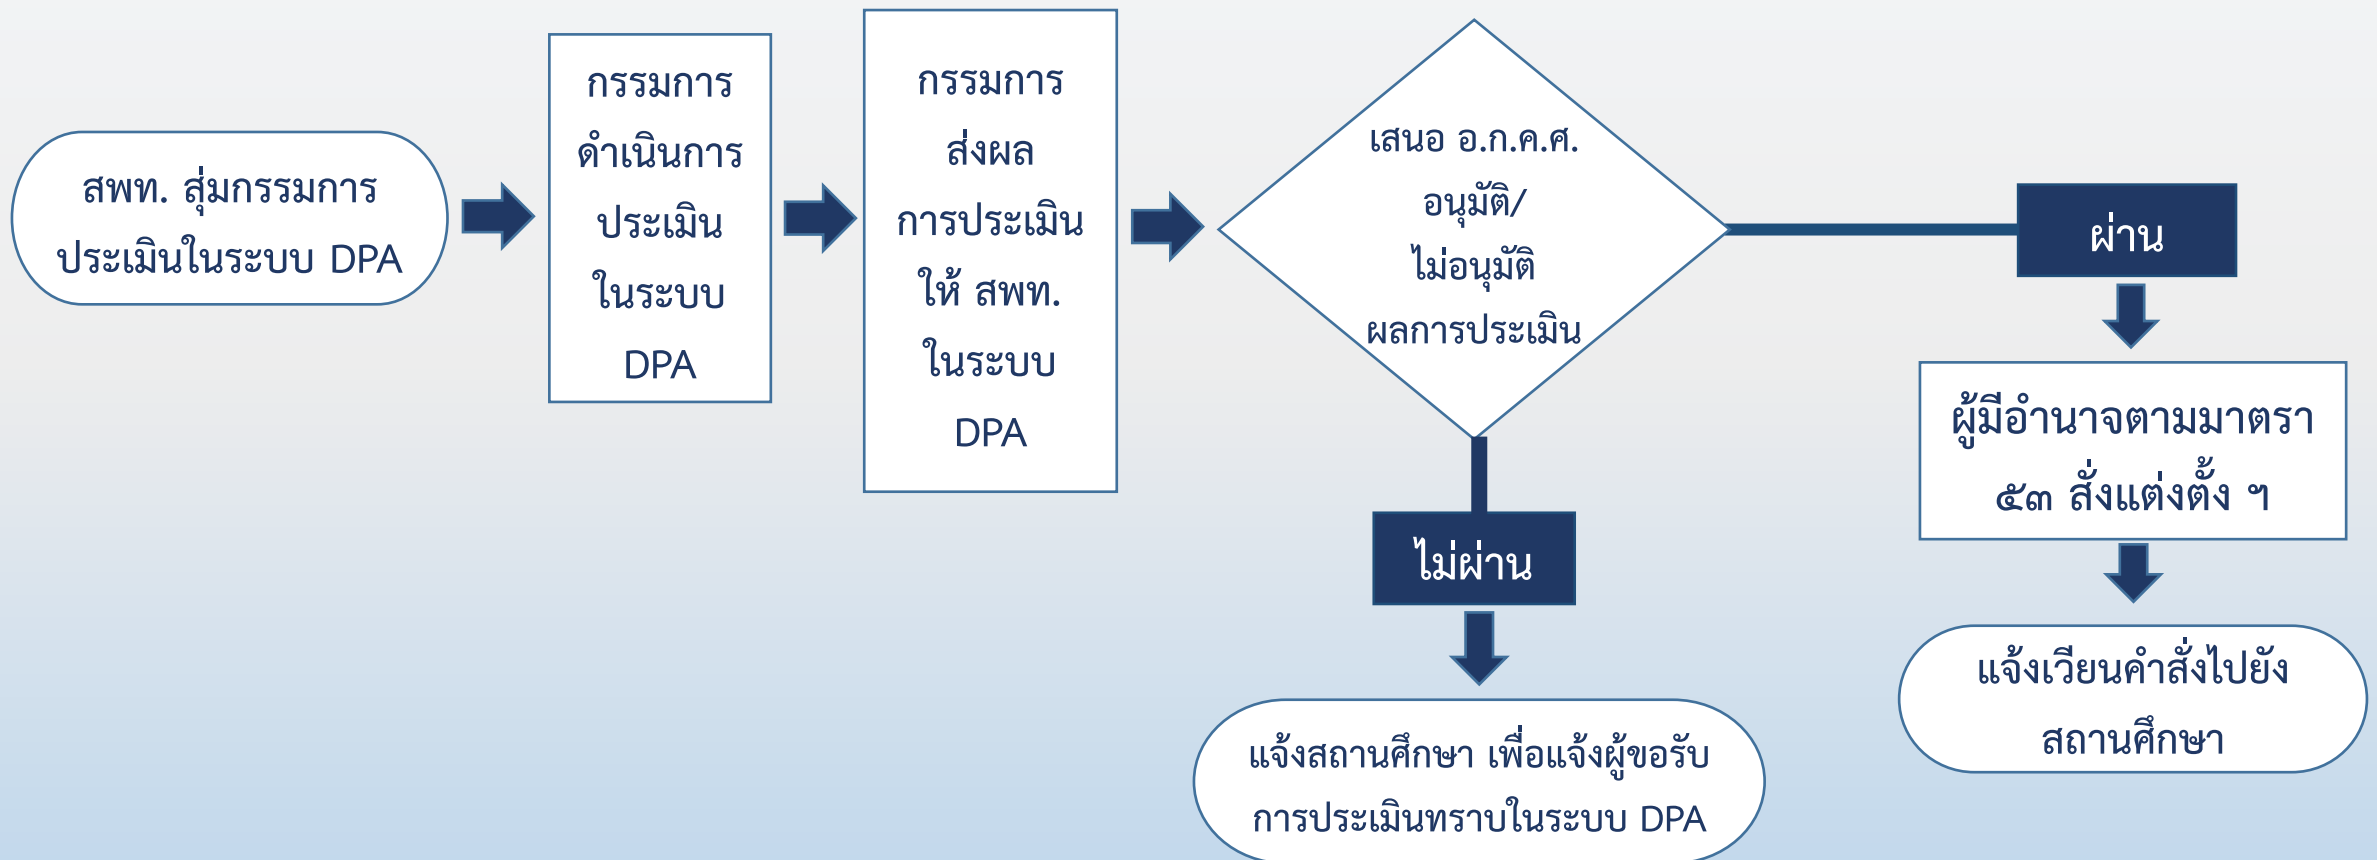 สพท. สุ่มกรรมการ
ประเมินในระบบ DPA
กรรมการ
ดำเนินการ
ประเมิน
ในระบบ
DPA
กรรมการ
ส่งผล
การประเมิน
ให้ สพท.
ในระบบ
DPA
เสนอ อ.ก.ค.ศ.
อนุมัติ/
ไม่อนุมัติ
ผลการประเมิน
ผ่าน
ผู้มีอำนาจตามมาตรา
๕๓ สั่งแต่งตั้ง ฯ
แจ้งเวียนคำสั่งไปยัง
สถานศึกษา
ไม่ผ่าน
แจ้งสถานศึกษา เพื่อแจ้งผู้ขอรับ
การประเมินทราบในระบบ DPA